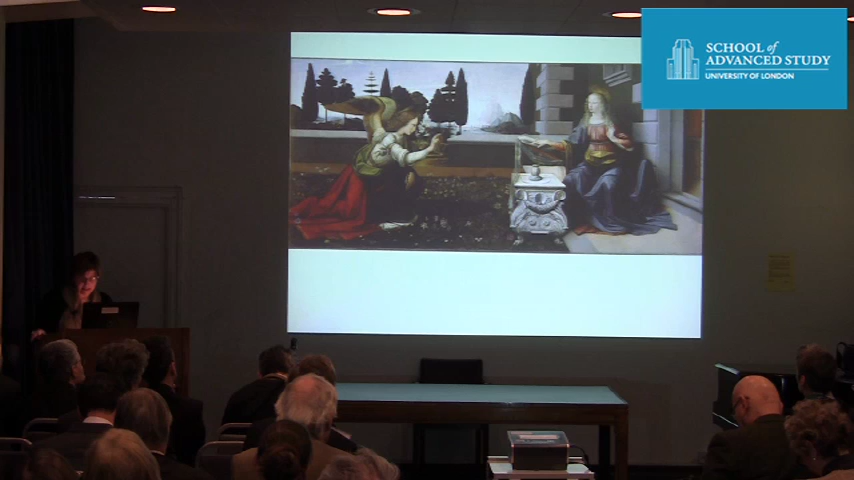 SCHOOL of
ADVANCED STUDY
UNIVERSITY OF LONDON